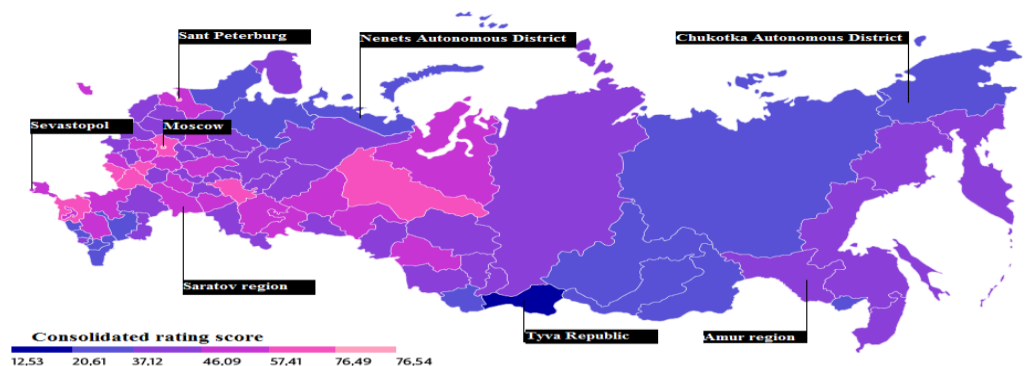 Sant Peterburg
Nenets Autonomous District
Chukotka Autonomous District
Sevastopol
Moscow
Saratov region
Tyva Republic
Amur region
Consolidated rating score
12,53 20,61 37,12 46,09 57,41 76,49 76,54